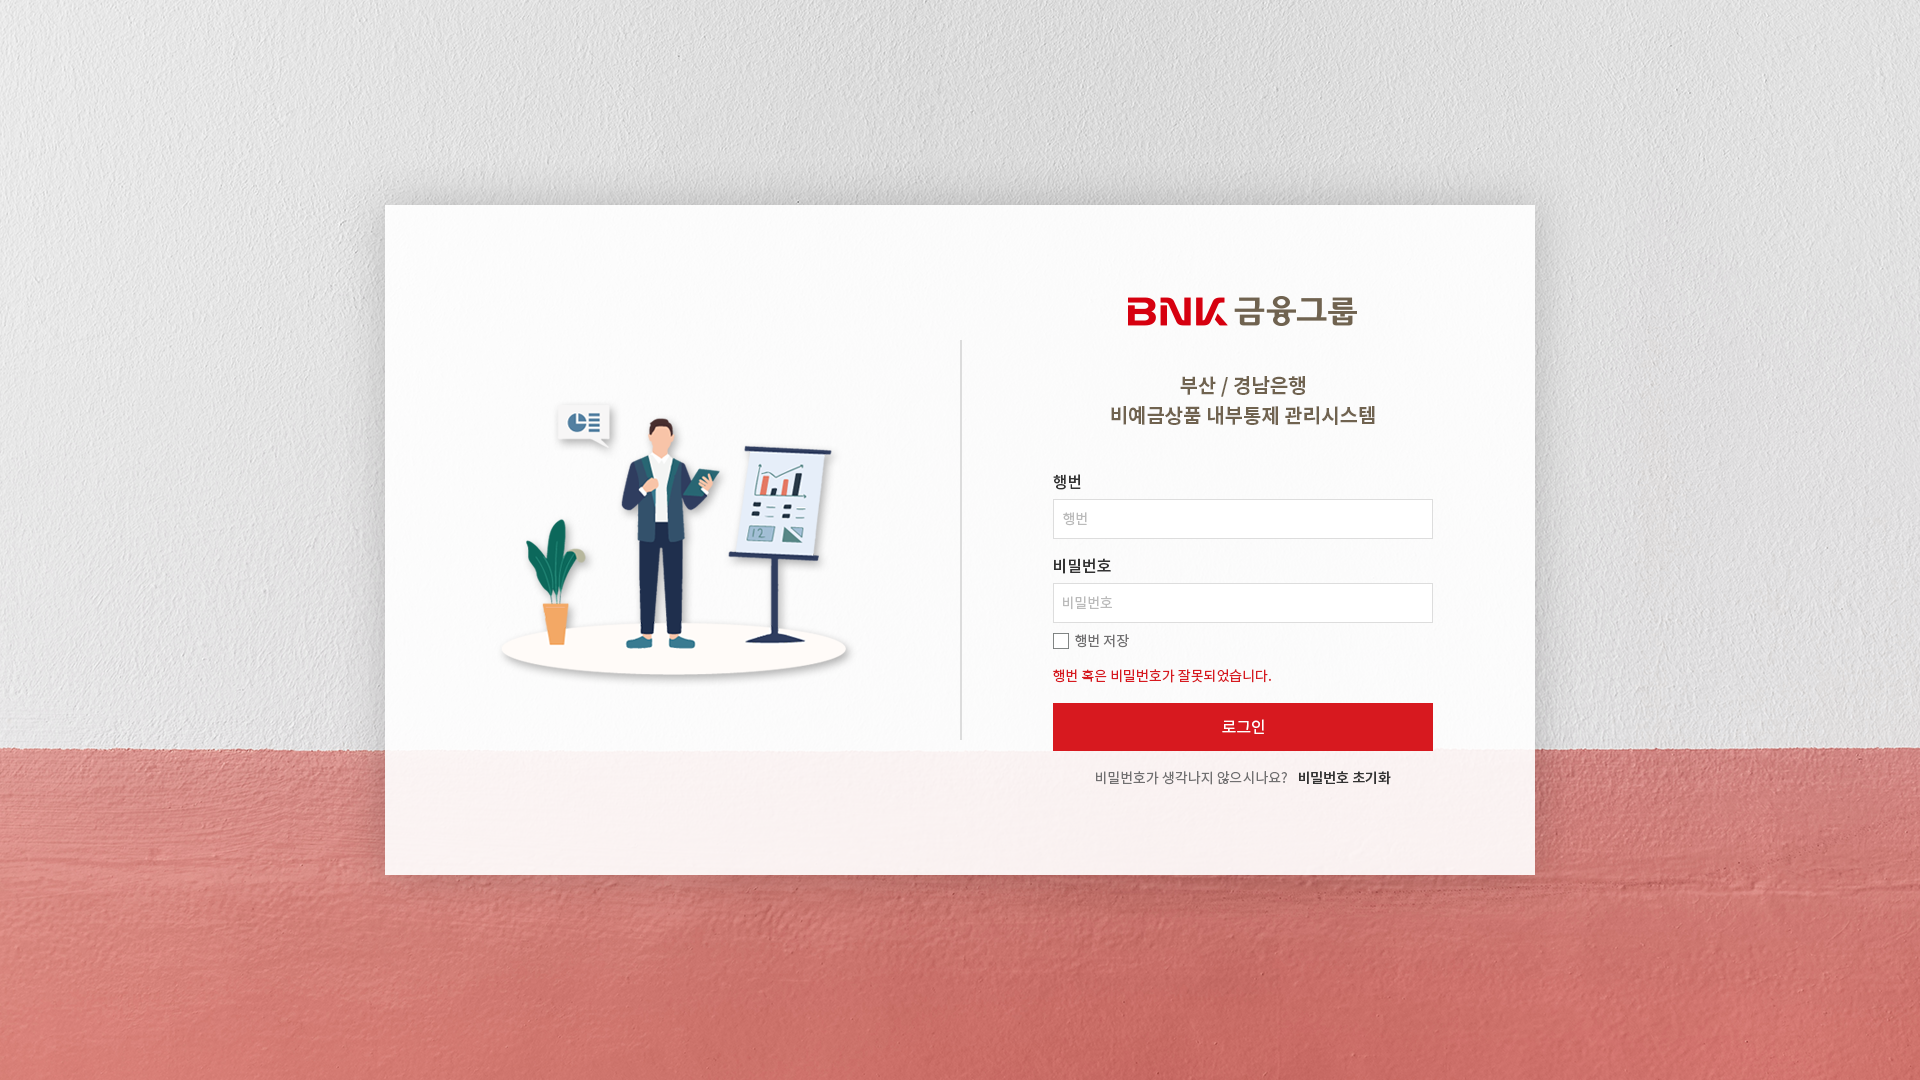 BNK 금융그룹
부산 / 경남은행
비예금상품 내부통제 관리시스템
행번
행번
비밀번호
비밀번호
행번 저장
행번 혹은 비밀번호가 잘못되었습니다.
로그인
비밀번호가 생각나지 않으시나요? 비밀번호 초기화
12